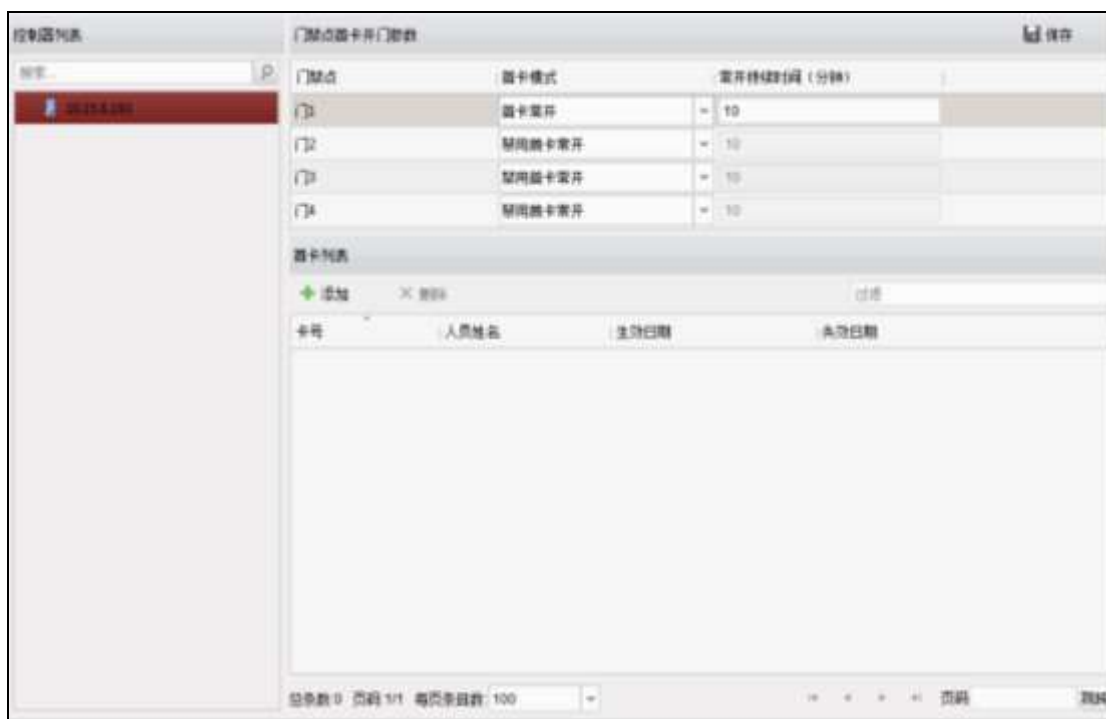 控制器列表
门禁点首卡开门参数
保存
搜索...
门禁点 首卡模式 常开持续时间（分钟）
门1 首卡常开 10
门2 禁用首卡常开 10
门3 禁用首卡常开 10
门4 禁用首卡常开 10
首卡列表
添加 删除 过滤
卡号 人员姓名 生效日期 失效日期
总条数 0 页码 1/1 每页条目数: 100 页码